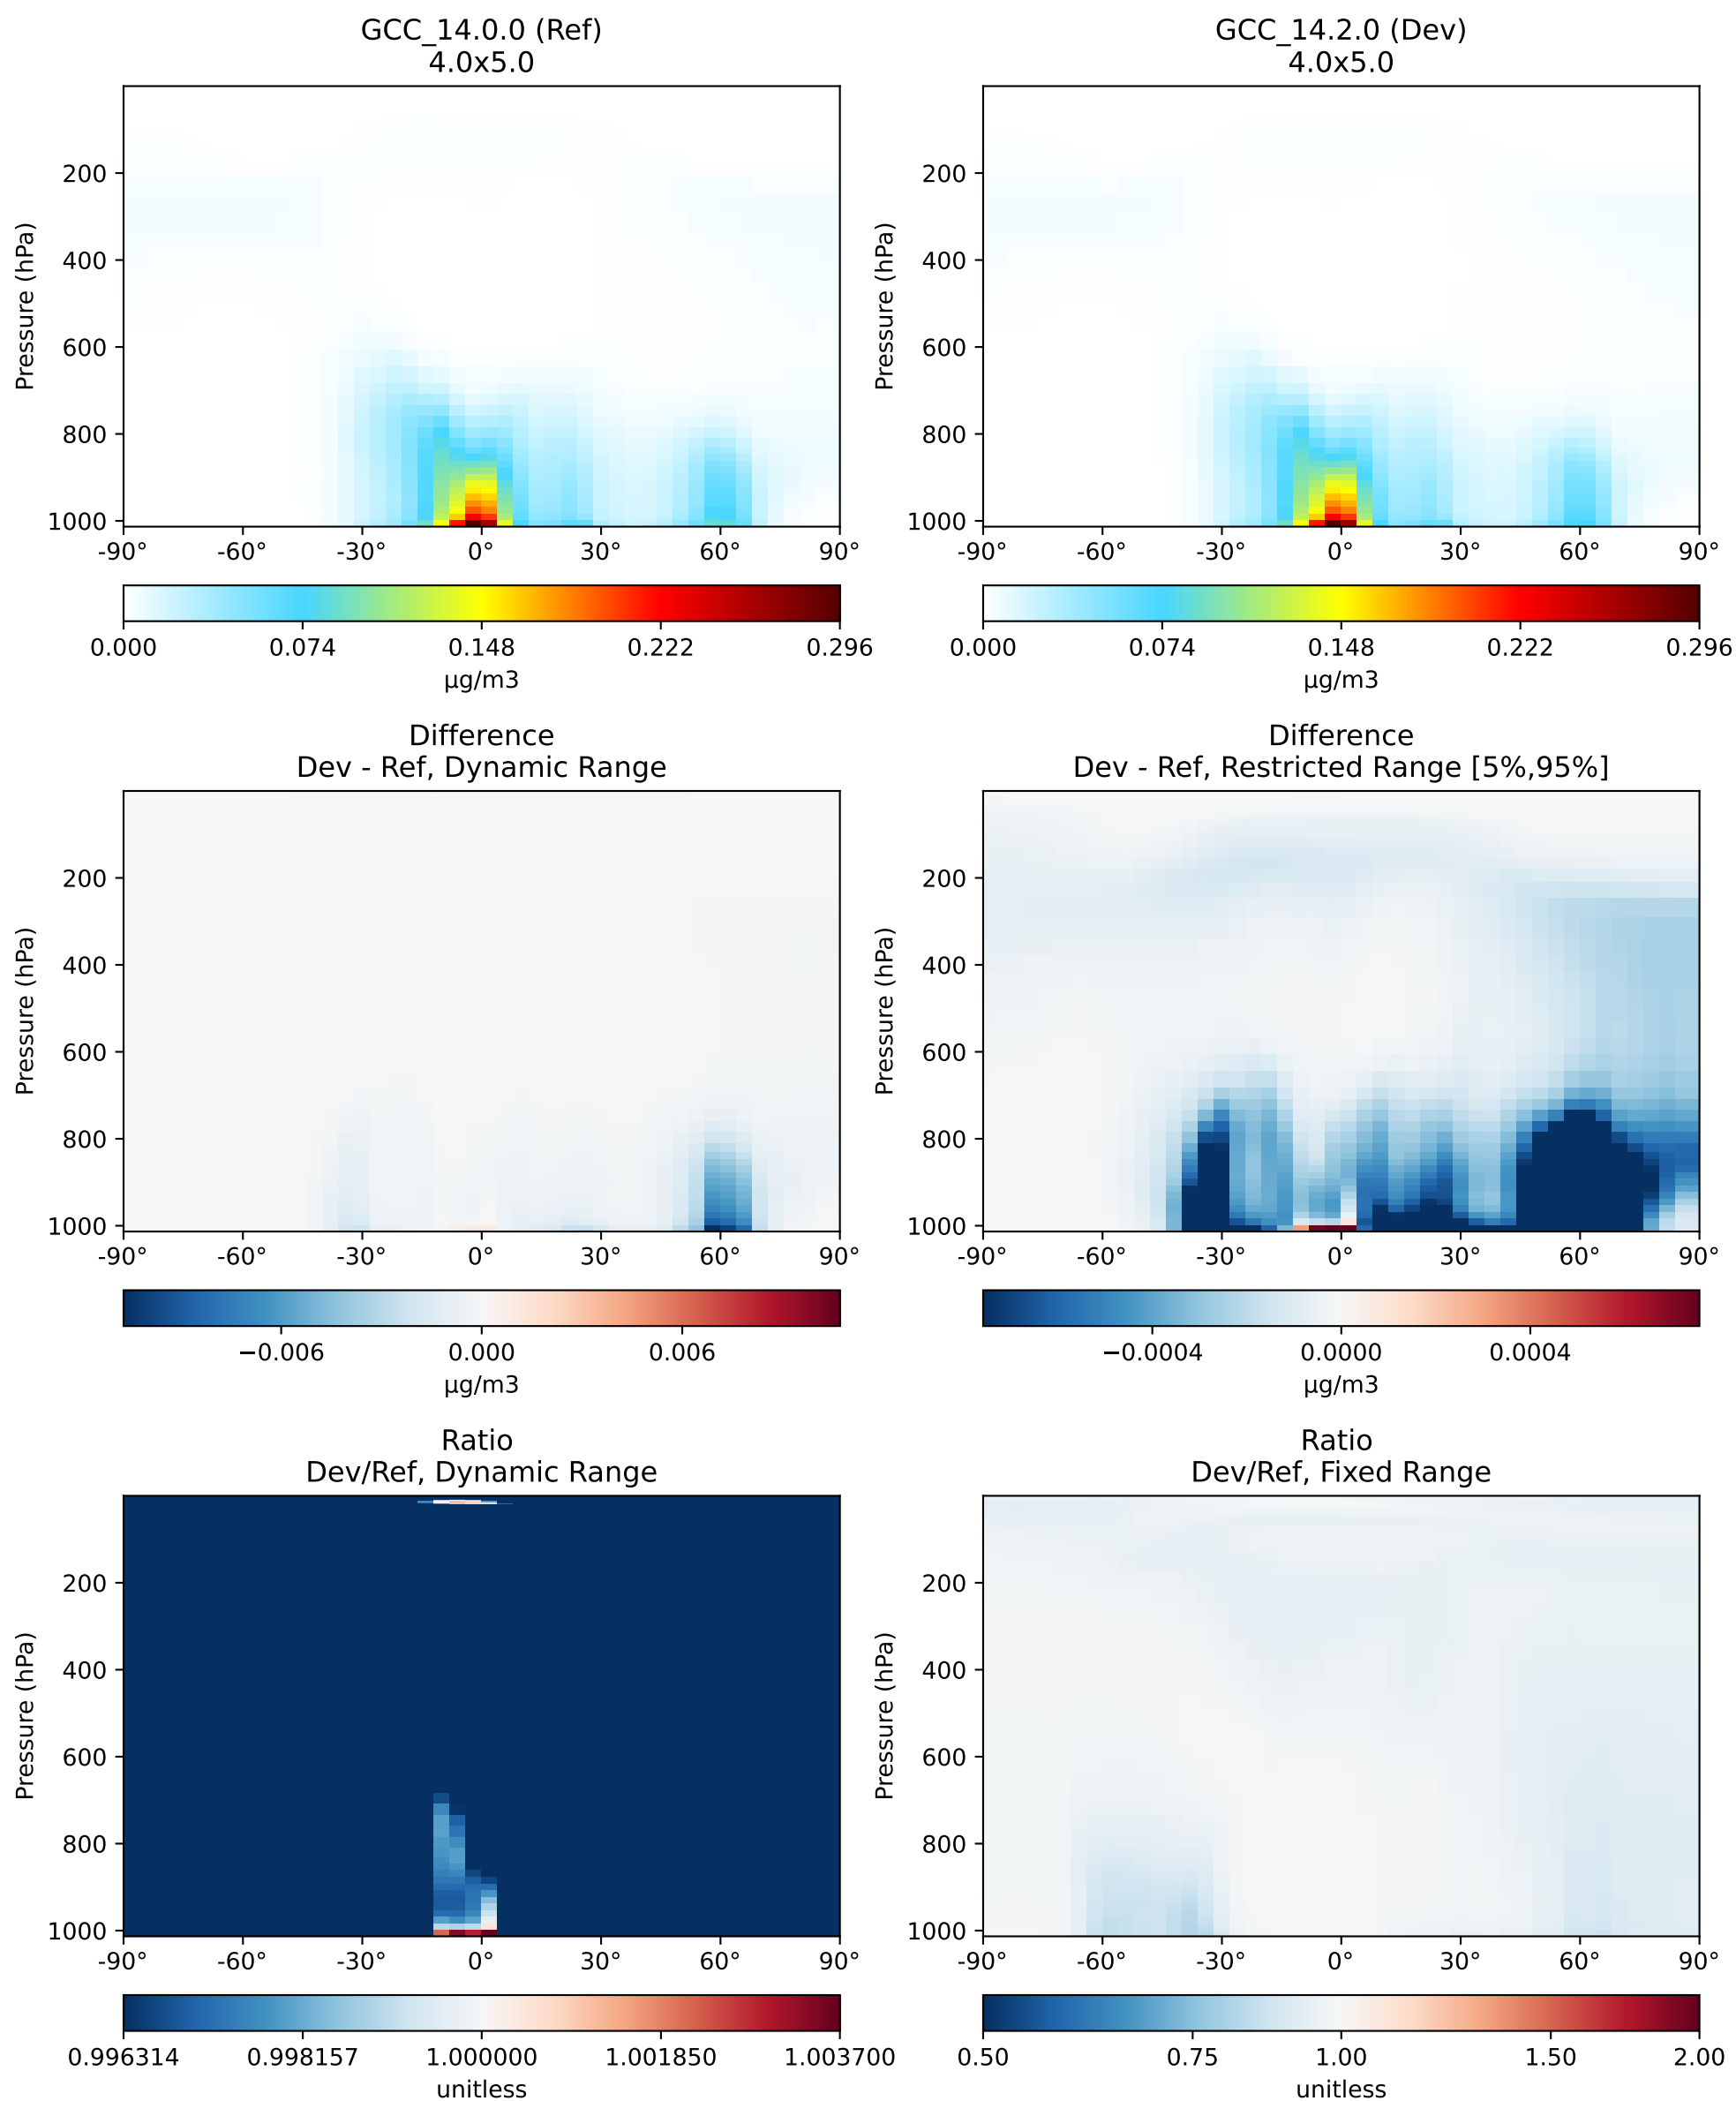 GCC_14.0.0 (Ref)
4.0x5.0
Pressure (hPa)
200
400
600
800
1000
-90° -60° -30° 0° 30° 60° 90°
0.000 0.074 0.148 0.222 0.296
μg/m3
GCC_14.2.0 (Dev)
4.0x5.0
Pressure (hPa)
200
400
600
800
1000
-90° -60° -30° 0° 30° 60° 90°
0.000 0.074 0.148 0.222 0.296
μg/m3
Difference
Dev - Ref, Dynamic Range
Pressure (hPa)
200
400
600
800
1000
-90° -60° -30° 0° 30° 60° 90°
−0.006 0.000 0.006
μg/m3
Difference
Dev - Ref, Restricted Range [5%,95%]
Pressure (hPa)
200
400
600
800
1000
-90° -60° -30° 0° 30° 60° 90°
−0.0004 0.0000 0.0004
μg/m3
Ratio
Dev/Ref, Dynamic Range
Pressure (hPa)
200
400
600
800
1000
-90° -60° -30° 0° 30° 60° 90°
0.996314 0.998157 1.000000 1.001850 1.003700
unitless
Ratio
Dev/Ref, Fixed Range
Pressure (hPa)
200
400
600
800
1000
-90° -60° -30° 0° 30° 60° 90°
0.50 0.75 1.00 1.50 2.00
unitless